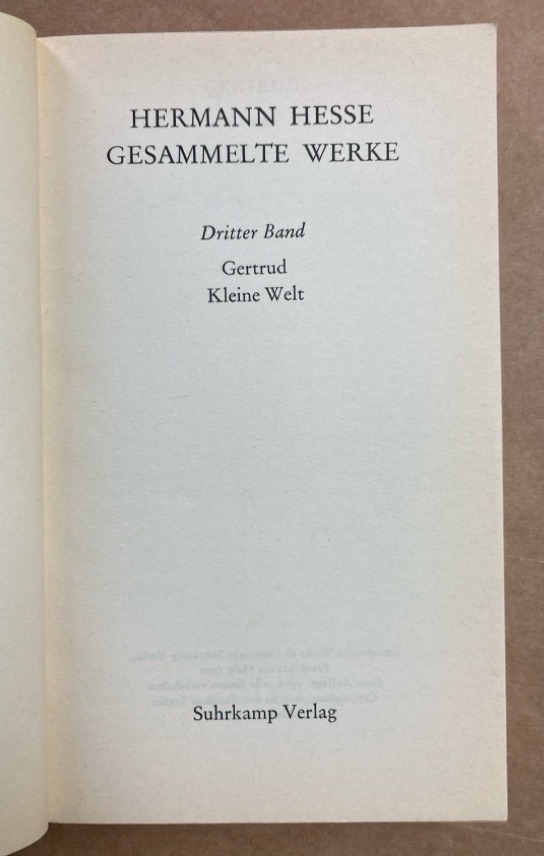 HERMANN HESSE
GESAMMELTE WERKE
Dritter Band
Gertrud
Kleine Welt
Suhrkamp Verlag